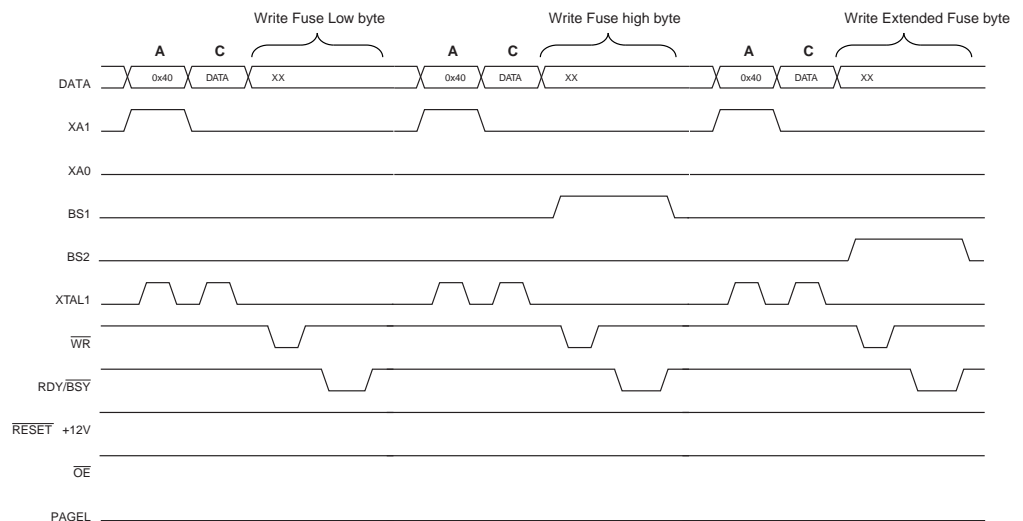 Write Fuse Low byte Write Fuse high byte Write Extended Fuse byte
A C A C A C
DATA 0x40 DATA XX 0x40 DATA XX 0x40 DATA XX
XA1
XA0
BS1
BS2
XTAL1
WR
RDY/BSY
RESET +12V
OE
PAGEL